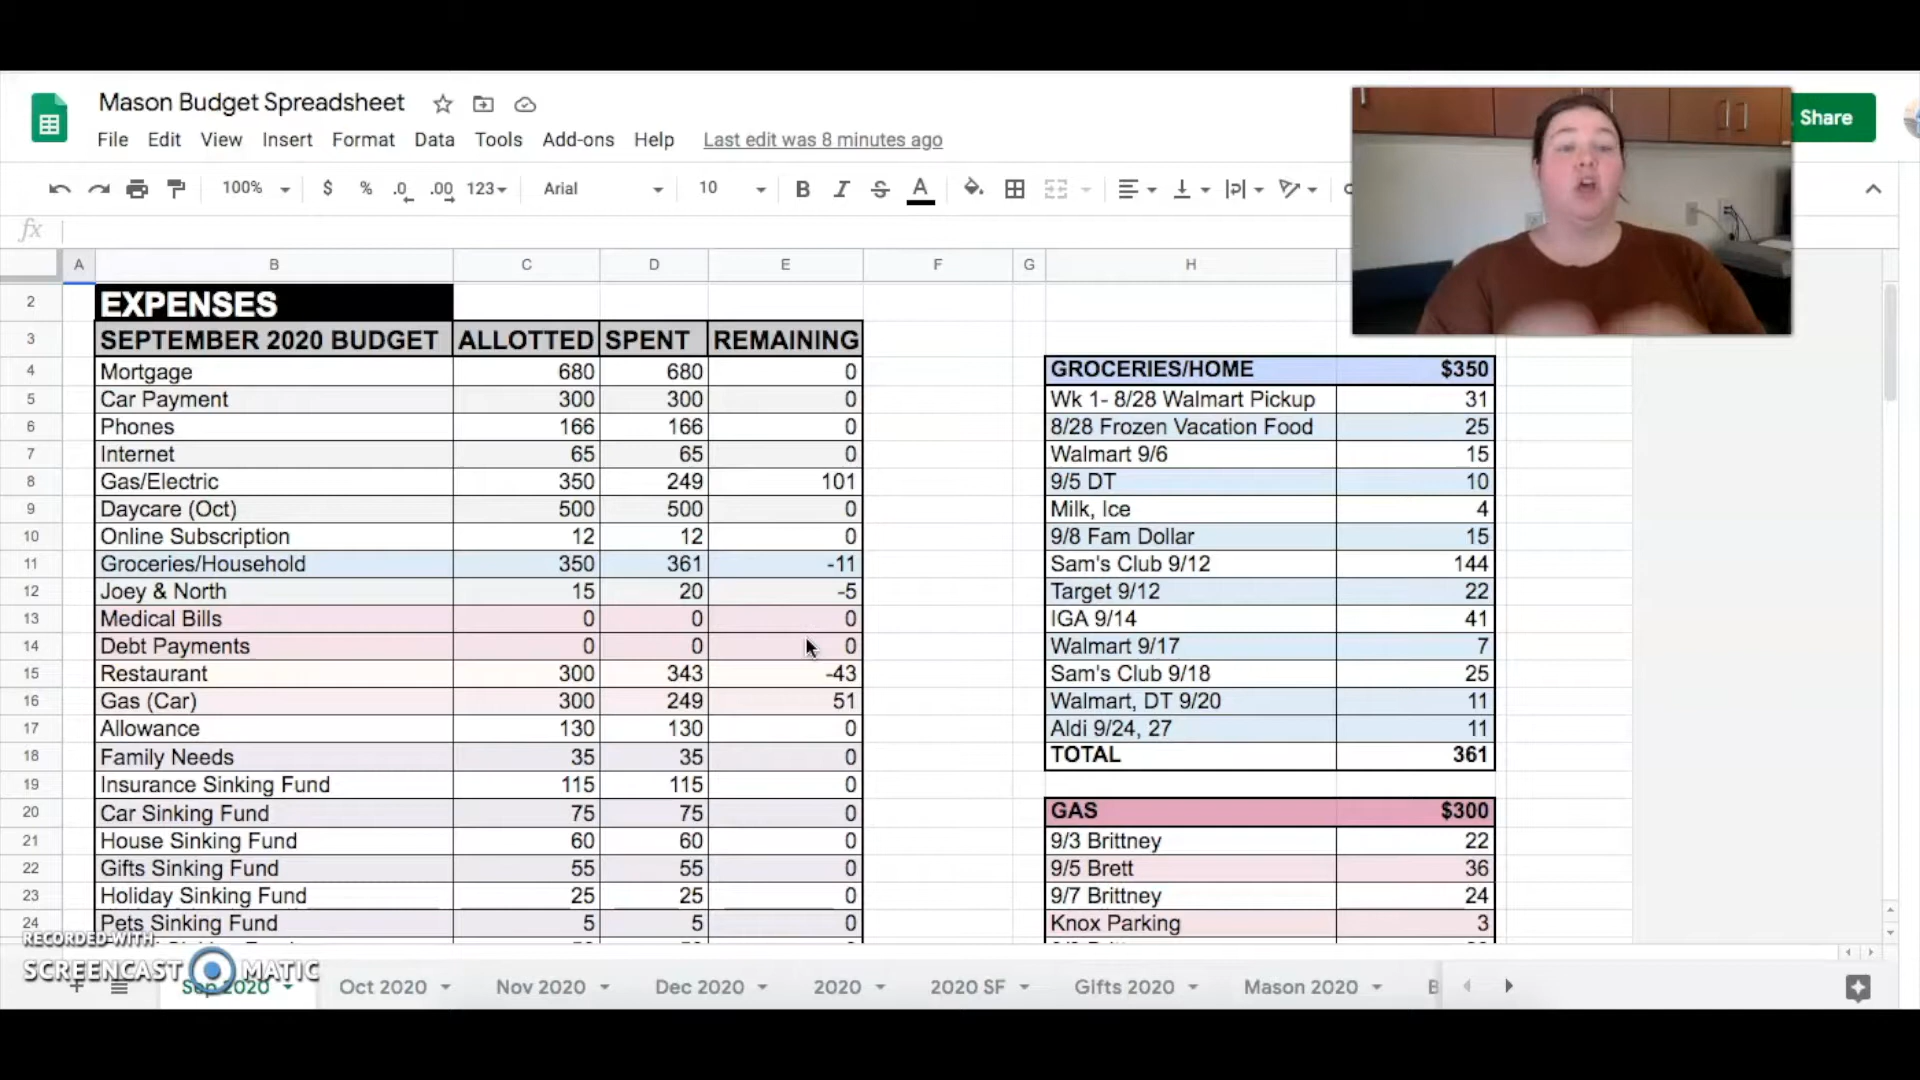 Mason Budget Spreadsheet
File Edit View Insert Format Data Tools Add-ons Help Last edit was 8 minutes ago
Share
100% $ % .0 .00 123 Arial 10 B I S A
fx
A B C D E F G H
2 EXPENSES
3 SEPTEMBER 2020 BUDGET ALLOTTED SPENT REMAINING
4 Mortgage 680 680 0 GROCERIES/HOME $350
5 Car Payment 300 300 0 Wk 1- 8/28 Walmart Pickup 31
6 Phones 166 166 0 8/28 Frozen Vacation Food 25
7 Internet 65 65 0 Walmart 9/6 15
8 Gas/Electric 350 249 101 9/5 DT 10
9 Daycare (Oct) 500 500 0 Milk, Ice 4
10 Online Subscription 12 12 0 9/8 Fam Dollar 15
11 Groceries/Household 350 361 -11 Sam's Club 9/12 144
12 Joey & North 15 20 -5 Target 9/12 22
13 Medical Bills 0 0 0 IGA 9/14 41
14 Debt Payments 0 0 0 Walmart 9/17 7
15 Restaurant 300 343 -43 Sam's Club 9/18 25
16 Gas (Car) 300 249 51 Walmart, DT 9/20 11
17 Allowance 130 130 0 Aldi 9/24, 27 11
18 Family Needs 35 35 0 TOTAL 361
19 Insurance Sinking Fund 115 115 0
20 Car Sinking Fund 75 75 0 GAS $300
21 House Sinking Fund 60 60 0 9/3 Brittney 22
22 Gifts Sinking Fund 55 55 0 9/5 Brett 36
23 Holiday Sinking Fund 25 25 0 9/7 Brittney 24
24 Pets Sinking Fund 5 5 0 Knox Parking 3
RECORDED WITH
SCREENCAST MATIC
Sep 2020 Oct 2020 Nov 2020 Dec 2020 2020 2020 SF Gifts 2020 Mason 2020 B